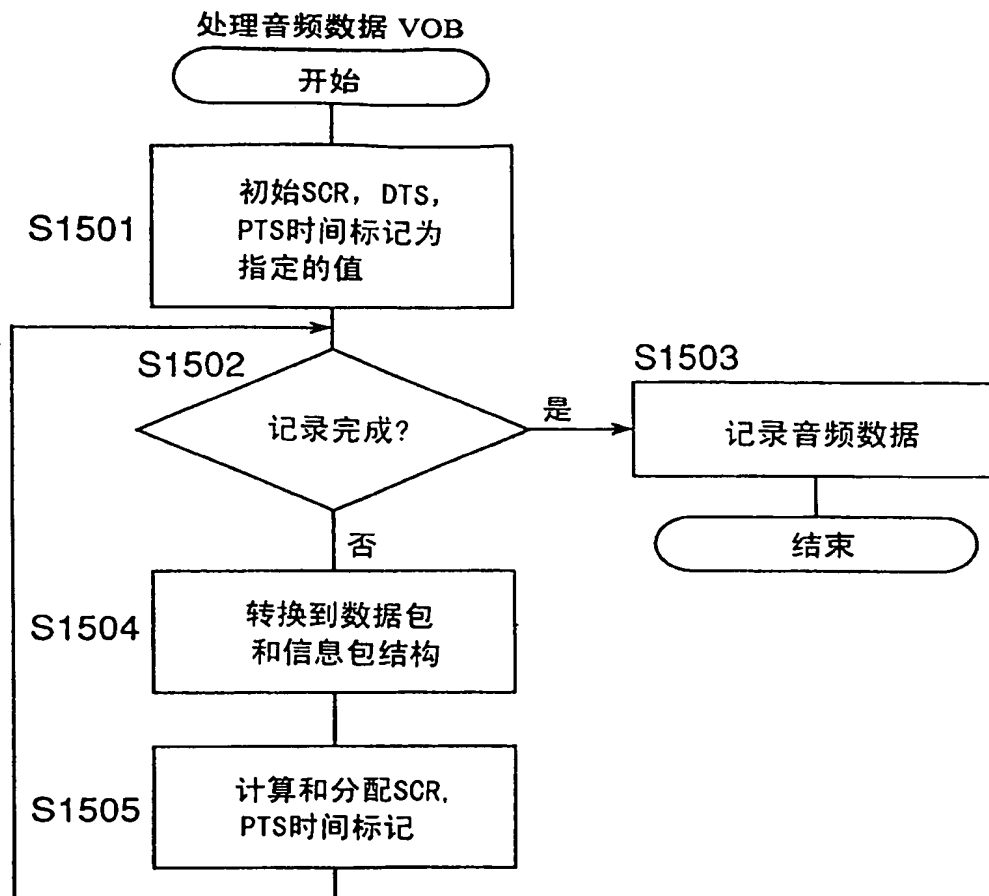 处理音频数据 VOB
开始
S1501
初始SCR，DTS，
PTS时间标记为
指定的值
S1502
记录完成?
是
S1503
记录音频数据
结束
否
S1504
转换到数据包
和信息包结构
S1505
计算和分配SCR，
PTS时间标记